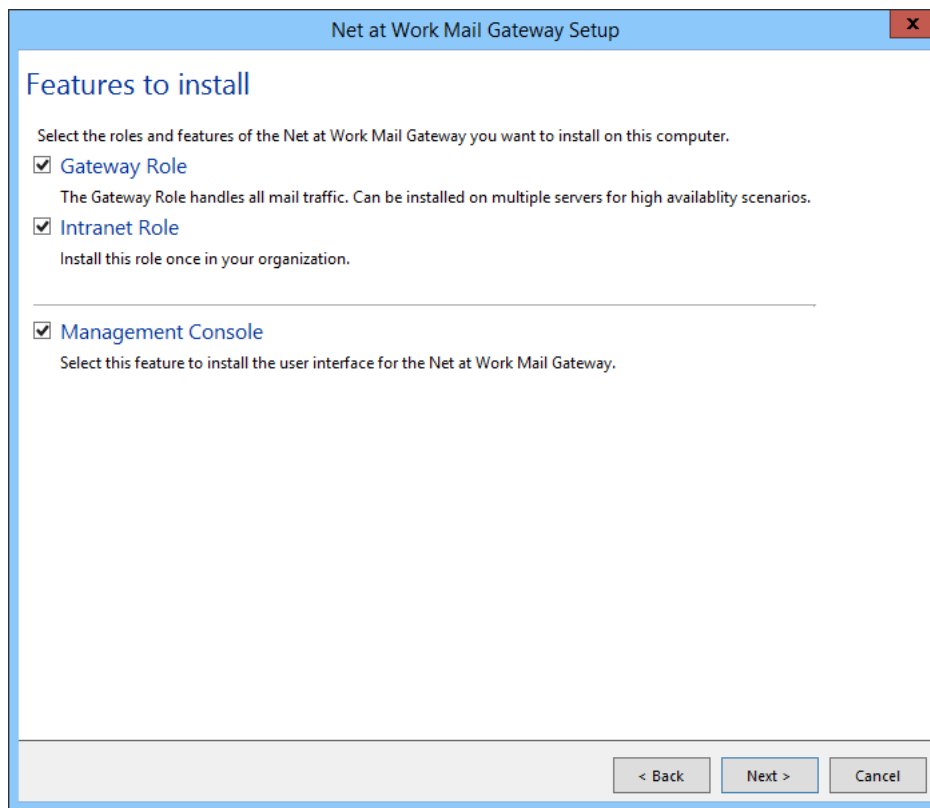 Net at Work Mail Gateway Setup
x
Features to install
Select the roles and features of the Net at Work Mail Gateway you want to install on this computer.
Gateway Role
The Gateway Role handles all mail traffic. Can be installed on multiple servers for high availablity scenarios.
Intranet Role
Install this role once in your organization.
Management Console
Select this feature to install the user interface for the Net at Work Mail Gateway.
< Back Next > Cancel